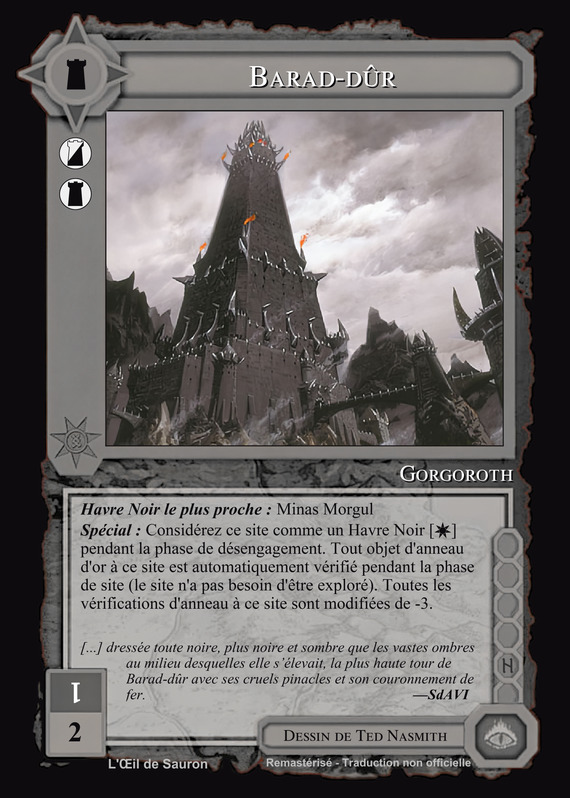 Barad-dûr
Gorgoroth
Havre Noir le plus proche : Minas Morgul
Spécial : Considérez ce site comme un Havre Noir [✷]
pendant la phase de désengagement. Tout objet d'anneau
d'or à ce site est automatiquement vérifié pendant la phase
de site (le site n'a pas besoin d'être exploré). Toutes les
vérifications d'anneau à ce site sont modifiées de -3.
[...] dressée toute noire, plus noire et sombre que les vastes ombres
au milieu desquelles elle s’élevait, la plus haute tour de
Barad-dûr avec ses cruels pinacles et son couronnement de
fer. —SdAVI
1
2
ᚺ
Dessin de Ted Nasmith
L'Œil de Sauron
Remastérisé - Traduction non officielle